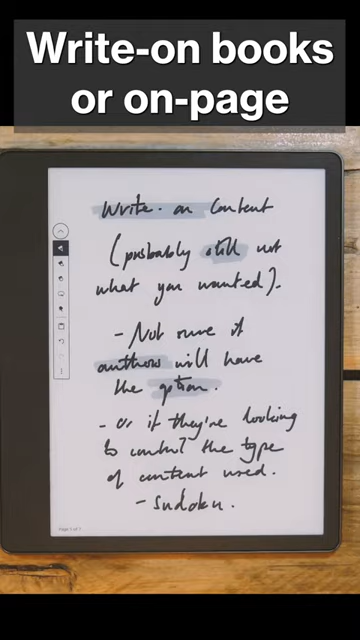 Write-on books
or on-page
Write-on Content
(probably still not
what you wanted).
- Not sure if
authors will have
the option.
- or if they're looking
to control the type
of content used.
- Sudoku.